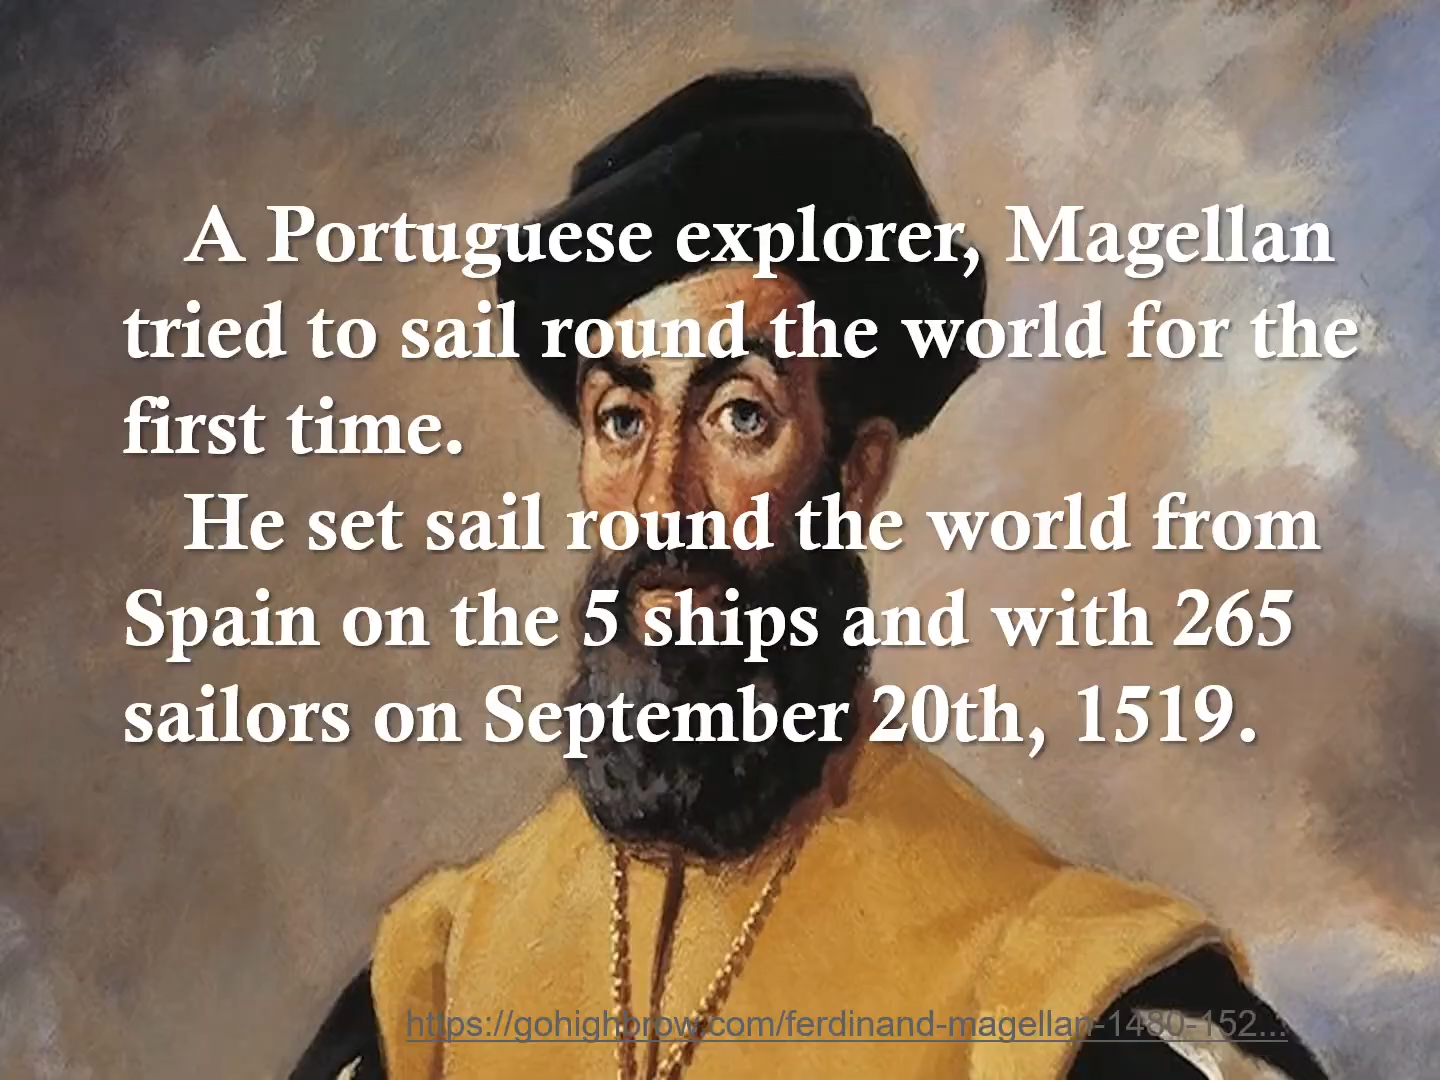 A Portuguese explorer, Magellan
tried to sail round the world for the
first time.
He set sail round the world from
Spain on the 5 ships and with 265
sailors on September 20th, 1519.
https://gohighbrow.com/ferdinand-magellan-1480-152...